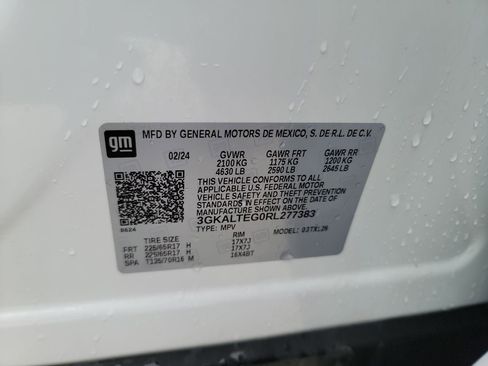 gm
MFD BY GENERAL MOTORS DE MEXICO, S. DE R.L. DE C.V.
02/24 GVWR GAWR FRT GAWR RR
2100 KG 1175 KG 1200 KG
4630 LB 2590 LB 2645 LB
THIS VEHICLE CONFORMS TO ALL
APPLICABLE U.S. FEDERAL MOTOR
VEHICLE SAFETY AND THEFT
PREVENTION STANDARDS IN
EFFECT ON THE DATE OF
MANUFACTURE SHOWN ABOVE.
3GKALTEG0RL277383
8624
TYPE: MPV MODEL:
TIRE SIZE RIM
FRT 225/65R17 H 17X7J
RR 225/65R17 H 17X7J
SPA T135/70R16 M 16X4BT